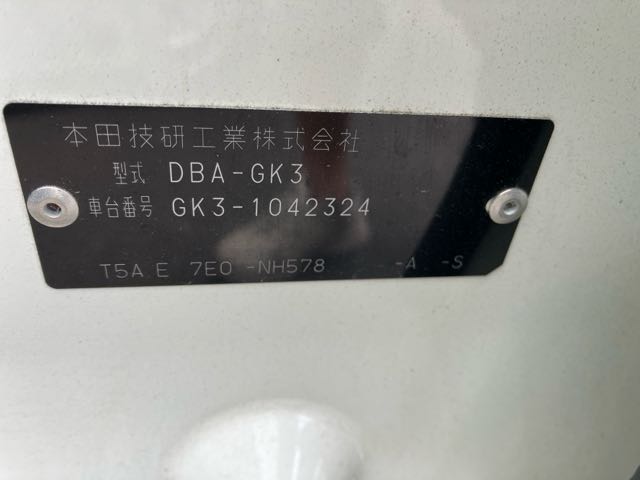 本田技研工業株式会社
型式 DBA-GK3
車台番号 GK3-1042324
T5A E 7E0 -NH578 -A -S